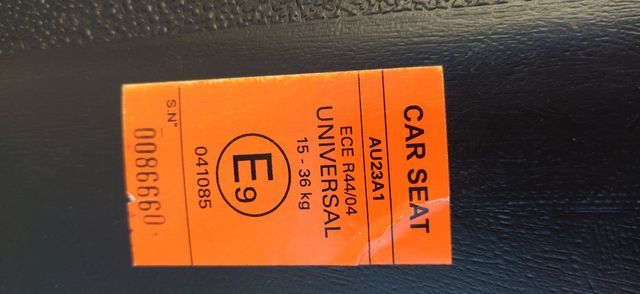 CAR SEAT
AU23A1
ECE R44/04
UNIVERSAL
15 - 36 kg
E9
041085
S.N°
0086660